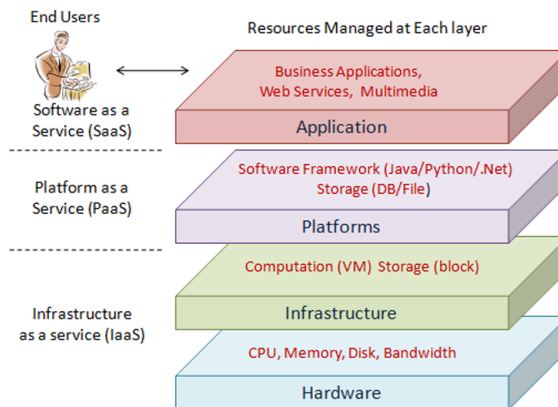 End Users
Resources Managed at Each layer
Business Applications,
Web Services, Multimedia
Application
Software as a
Service (SaaS)
Software Framework (Java/Python/.Net)
Storage (DB/File)
Platforms
Platform as a
Service (PaaS)
Computation (VM) Storage (block)
Infrastructure
Infrastructure
as a service (IaaS)
CPU, Memory, Disk, Bandwidth
Hardware